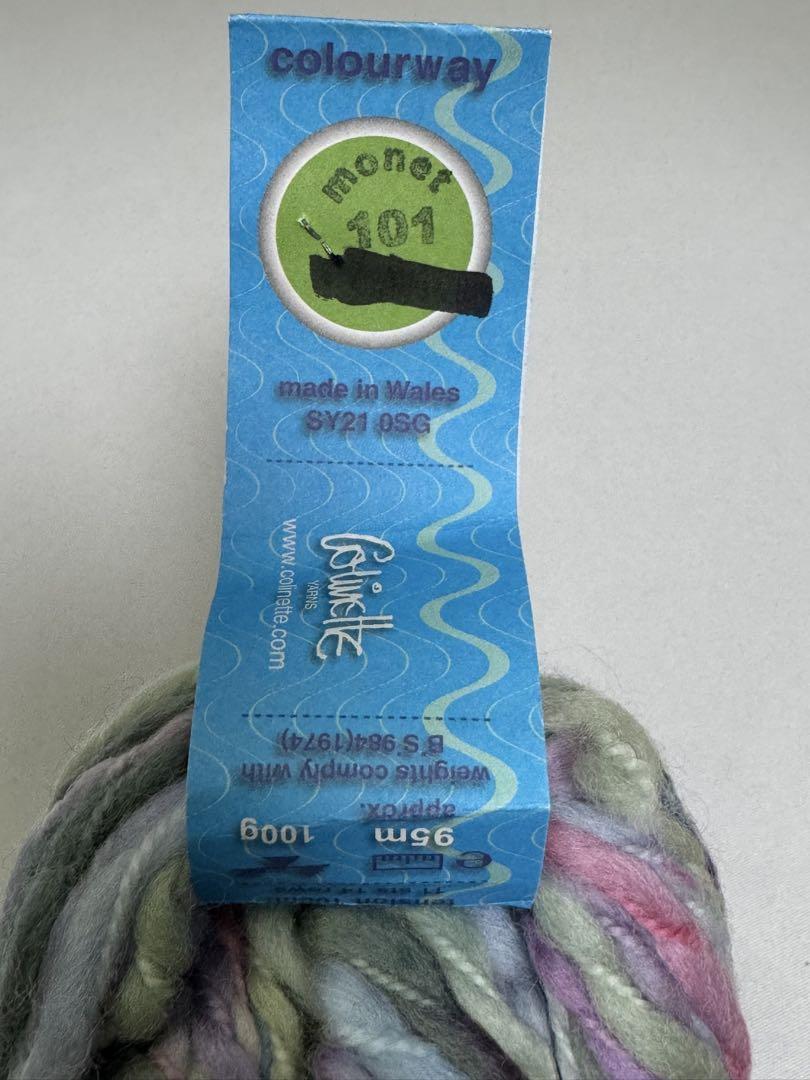 colourway
monet
101
made in Wales
SY21 0SG
Colinette
YARNS
www.colinette.com
B S 984(1974)
weights comply with
approx.
95m 100g